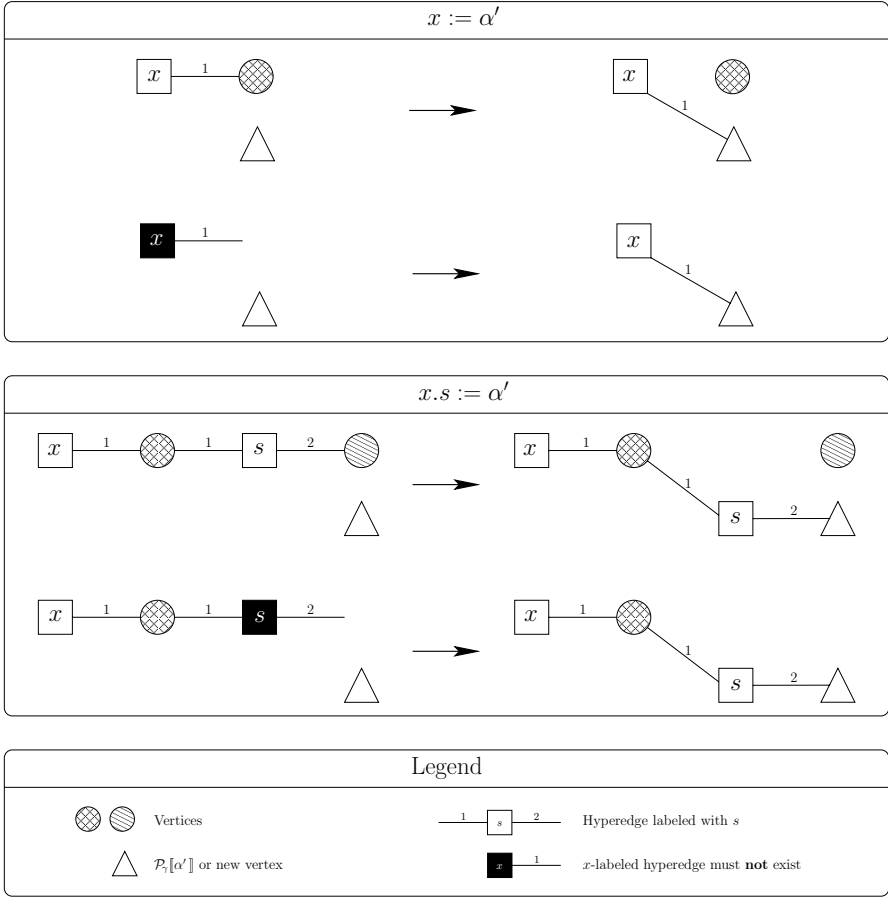 x := α′
x 1 x
1
x 1 x
1
x.s := α′
x 1 1 s 2 x 1
1
s 2
x 1 1 s 2 x 1
1
s 2
Legend
Vertices 1 s 2 Hyperedge labeled with s
𝒫γ⟦α′⟧ or new vertex x 1 x-labeled hyperedge must not exist